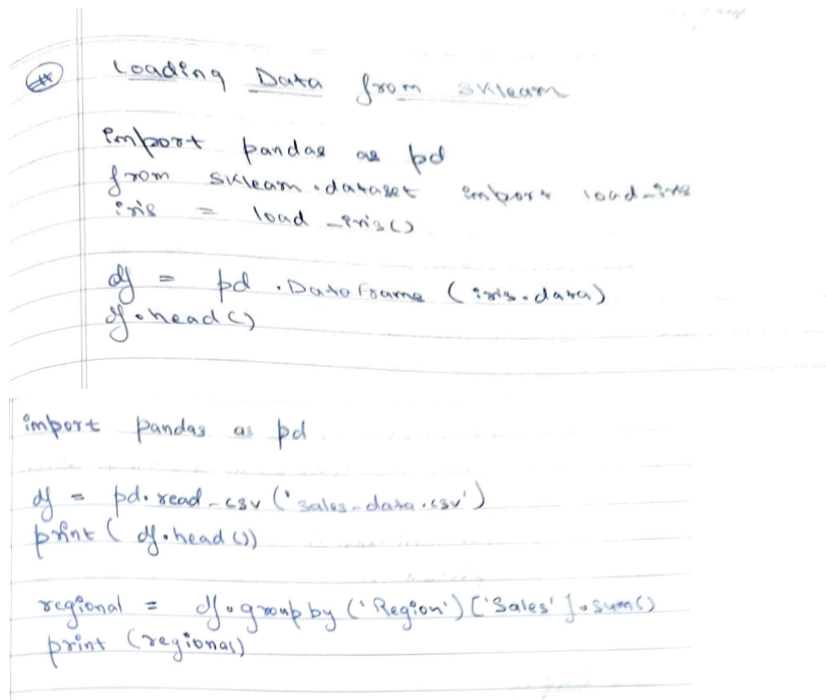 # Loading Data from sklearn
import pandas as pd
from sklearn.dataset import load_iris
iris = load_iris()
df = pd.DataFrame (iris.data)
df.head()
import pandas as pd
df = pd.read_csv ('sales_data.csv')
print ( df.head())
regional = df.groupby ('Region') ['Sales'].sum()
print (regional)